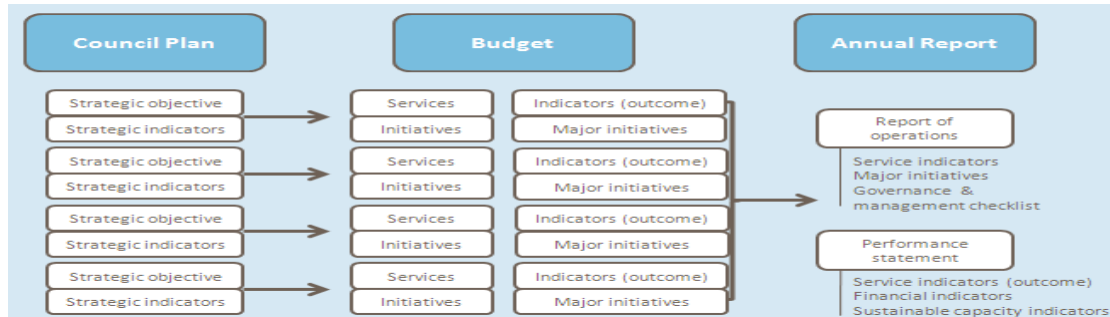 Council Plan
Budget
Annual Report
Strategic objective
Strategic indicators
Services
Initiatives
Indicators (outcome)
Major initiatives
Strategic objective
Strategic indicators
Services
Initiatives
Indicators (outcome)
Major initiatives
Strategic objective
Strategic indicators
Services
Initiatives
Indicators (outcome)
Major initiatives
Strategic objective
Strategic indicators
Services
Initiatives
Indicators (outcome)
Major initiatives
Report of
operations
Service indicators
Major initiatives
Governance &
management checklist
Performance
statement
Service indicators (outcome)
Financial indicators
Sustainable capacity indicators